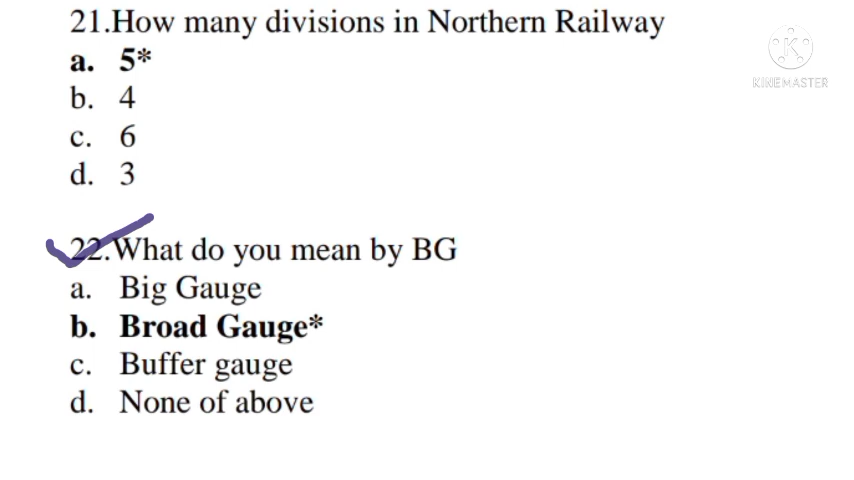 21.How many divisions in Northern Railway
a. 5*
b. 4
c. 6
d. 3
K
KINEMASTER
22.What do you mean by BG
a. Big Gauge
b. Broad Gauge*
c. Buffer gauge
d. None of above